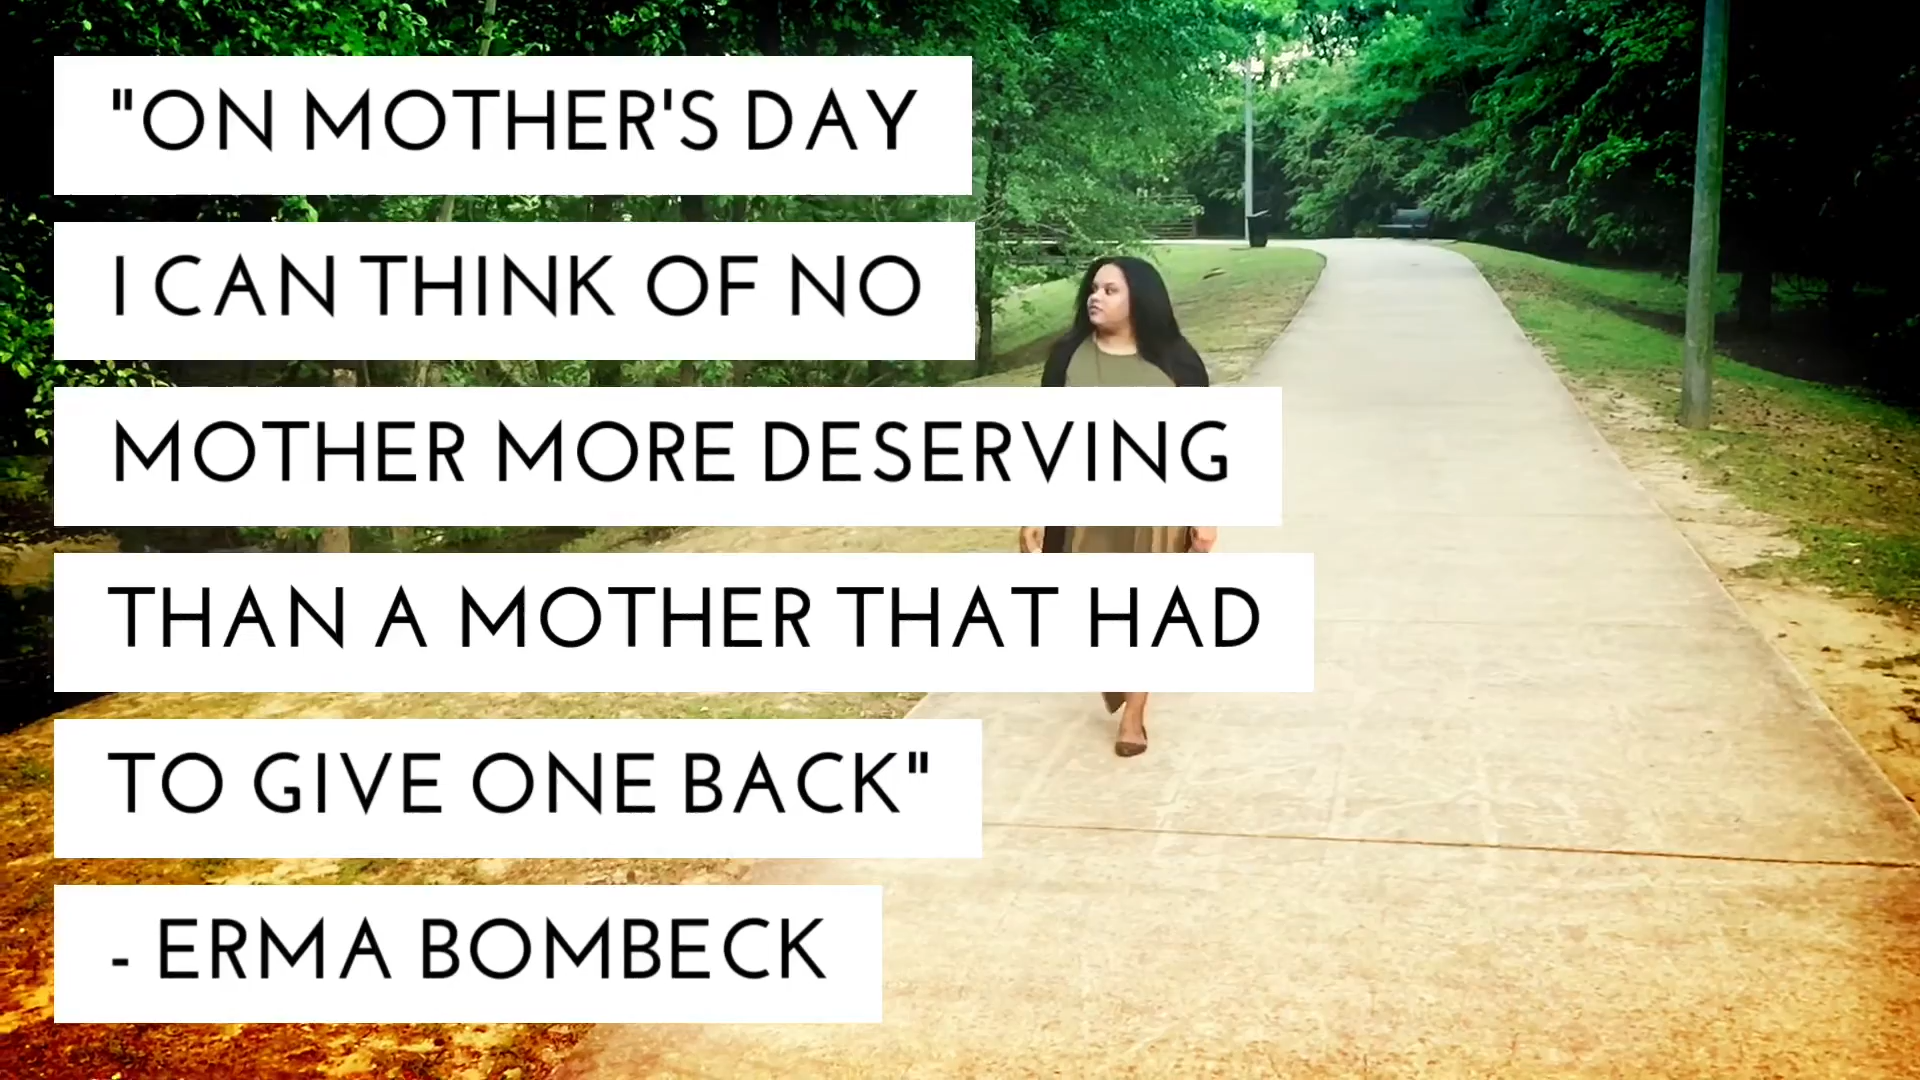 "ON MOTHER'S DAY
I CAN THINK OF NO
MOTHER MORE DESERVING
THAN A MOTHER THAT HAD
TO GIVE ONE BACK"
- ERMA BOMBECK